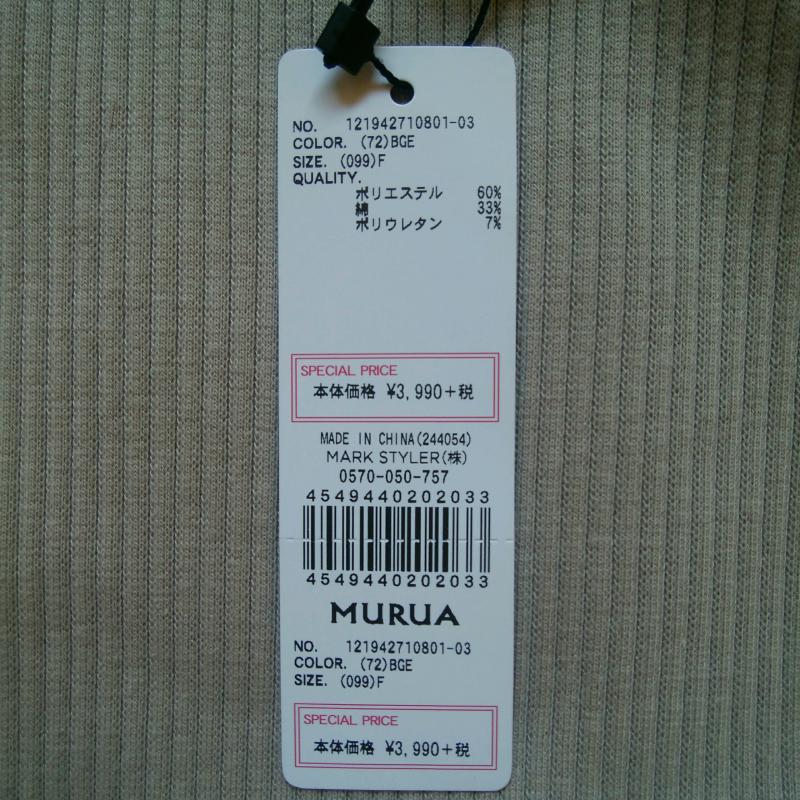 NO. 121942710801-03
COLOR. (72)BGE
SIZE. (099)F
QUALITY.
ポリエステル 60%
綿 33%
ポリウレタン 7%
SPECIAL PRICE
本体価格 ¥3,990+税
MADE IN CHINA(244054)
MARK STYLER(株)
0570-050-757
4549440202033
4549440202033
MURUA
NO. 121942710801-03
COLOR. (72)BGE
SIZE. (099)F
SPECIAL PRICE
本体価格 ¥3,990+税